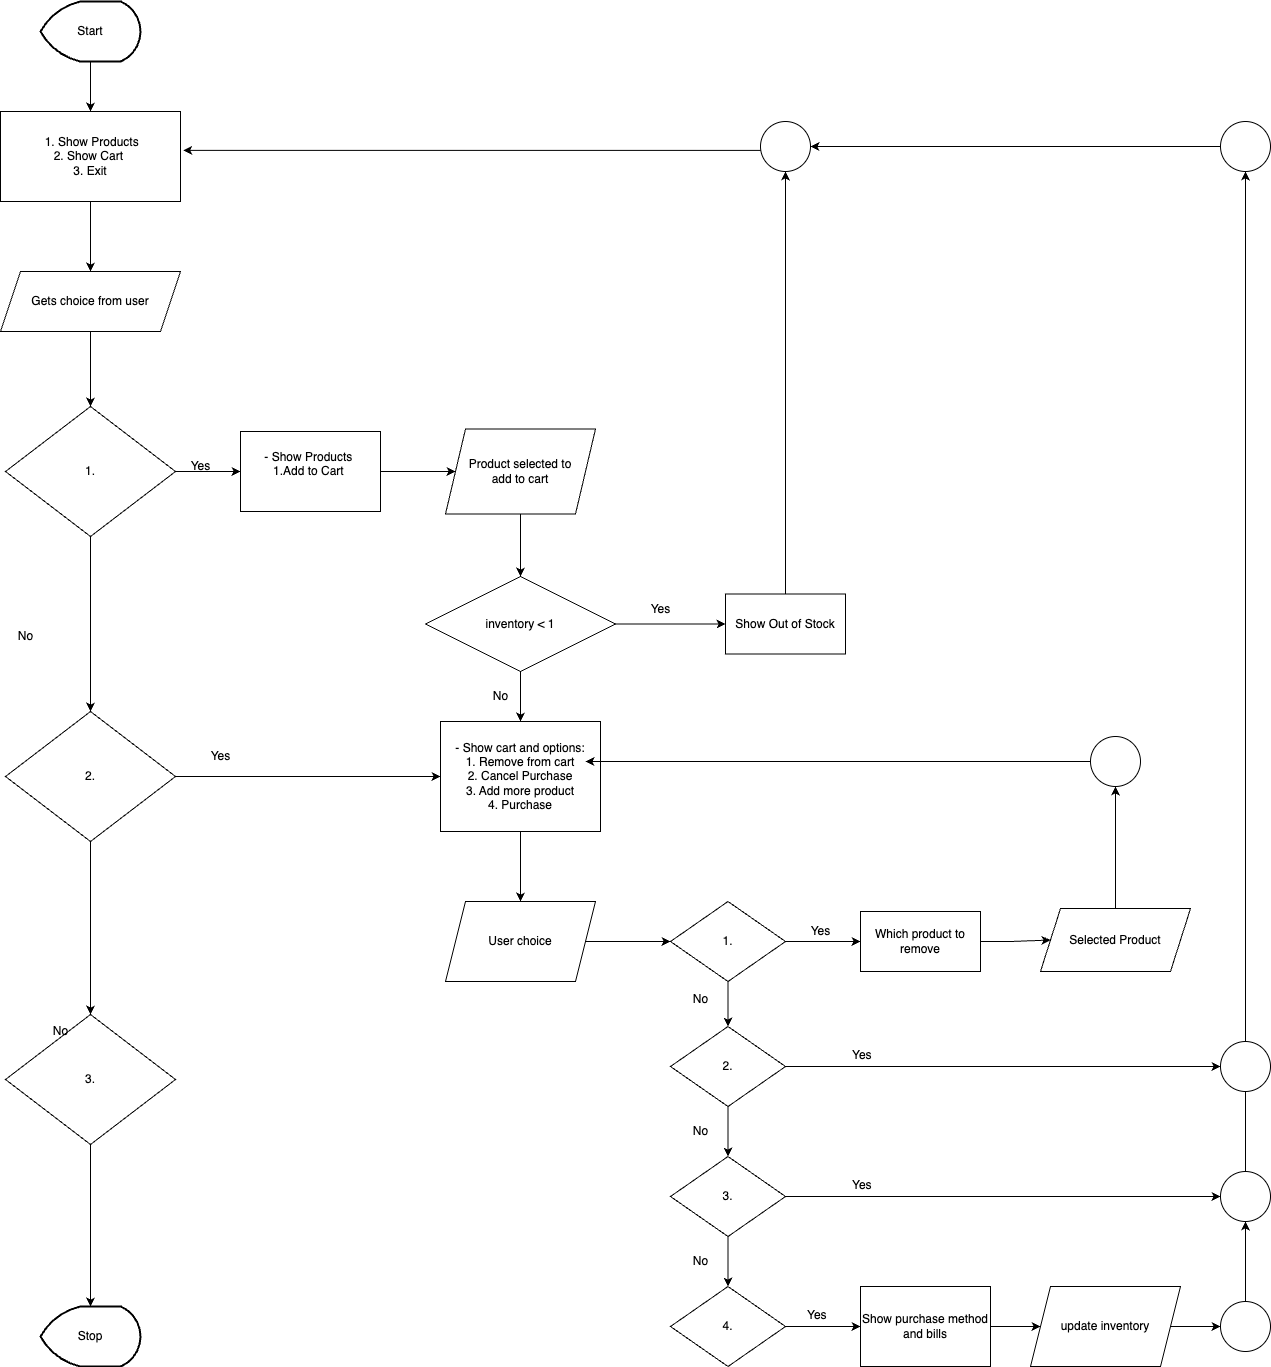 Start
1. Show Products
2. Show Cart
3. Exit
Gets choice from user
1.
Yes
- Show Products
1.Add to Cart
Product selected to
add to cart
inventory < 1
Yes
Show Out of Stock
No
No
2.
Yes
- Show cart and options:
1. Remove from cart
2. Cancel Purchase
3. Add more product
4. Purchase
User choice
1.
Yes
Which product to
remove
Selected Product
No
2.
Yes
No
3.
No
3.
Yes
No
4.
Yes
Show purchase method
and bills
update inventory
Stop